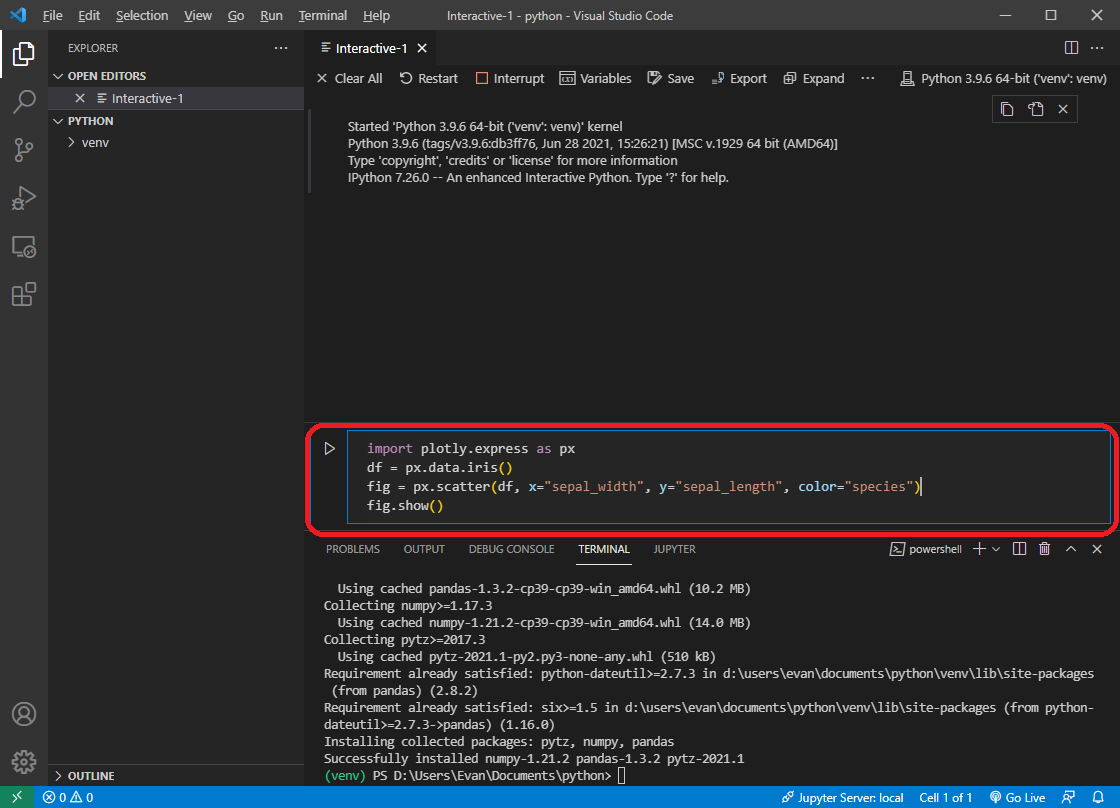 File Edit Selection View Go Run Terminal Help Interactive-1 - python - Visual Studio Code
EXPLORER
OPEN EDITORS
Interactive-1
PYTHON
venv
OUTLINE
Interactive-1
Clear All Restart Interrupt Variables Save Export Expand Python 3.9.6 64-bit ('venv': venv)
Started 'Python 3.9.6 64-bit ('venv': venv)' kernel
Python 3.9.6 (tags/v3.9.6:db3ff76, Jun 28 2021, 15:26:21) [MSC v.1929 64 bit (AMD64)]
Type 'copyright', 'credits' or 'license' for more information
IPython 7.26.0 -- An enhanced Interactive Python. Type '?' for help.
import plotly.express as px
df = px.data.iris()
fig = px.scatter(df, x="sepal_width", y="sepal_length", color="species")
fig.show()
PROBLEMS OUTPUT DEBUG CONSOLE TERMINAL JUPYTER powershell
Using cached pandas-1.3.2-cp39-cp39-win_amd64.whl (10.2 MB)
Collecting numpy>=1.17.3
Using cached numpy-1.21.2-cp39-cp39-win_amd64.whl (14.0 MB)
Collecting pytz>=2017.3
Using cached pytz-2021.1-py2.py3-none-any.whl (510 kB)
Requirement already satisfied: python-dateutil>=2.7.3 in d:\users\evan\documents\python\venv\lib\site-packages
(from pandas) (2.8.2)
Requirement already satisfied: six>=1.5 in d:\users\evan\documents\python\venv\lib\site-packages (from python-
dateutil>=2.7.3->pandas) (1.16.0)
Installing collected packages: pytz, numpy, pandas
Successfully installed numpy-1.21.2 pandas-1.3.2 pytz-2021.1
(venv) PS D:\Users\Evan\Documents\python>
0 0 Jupyter Server: local Cell 1 of 1 Go Live